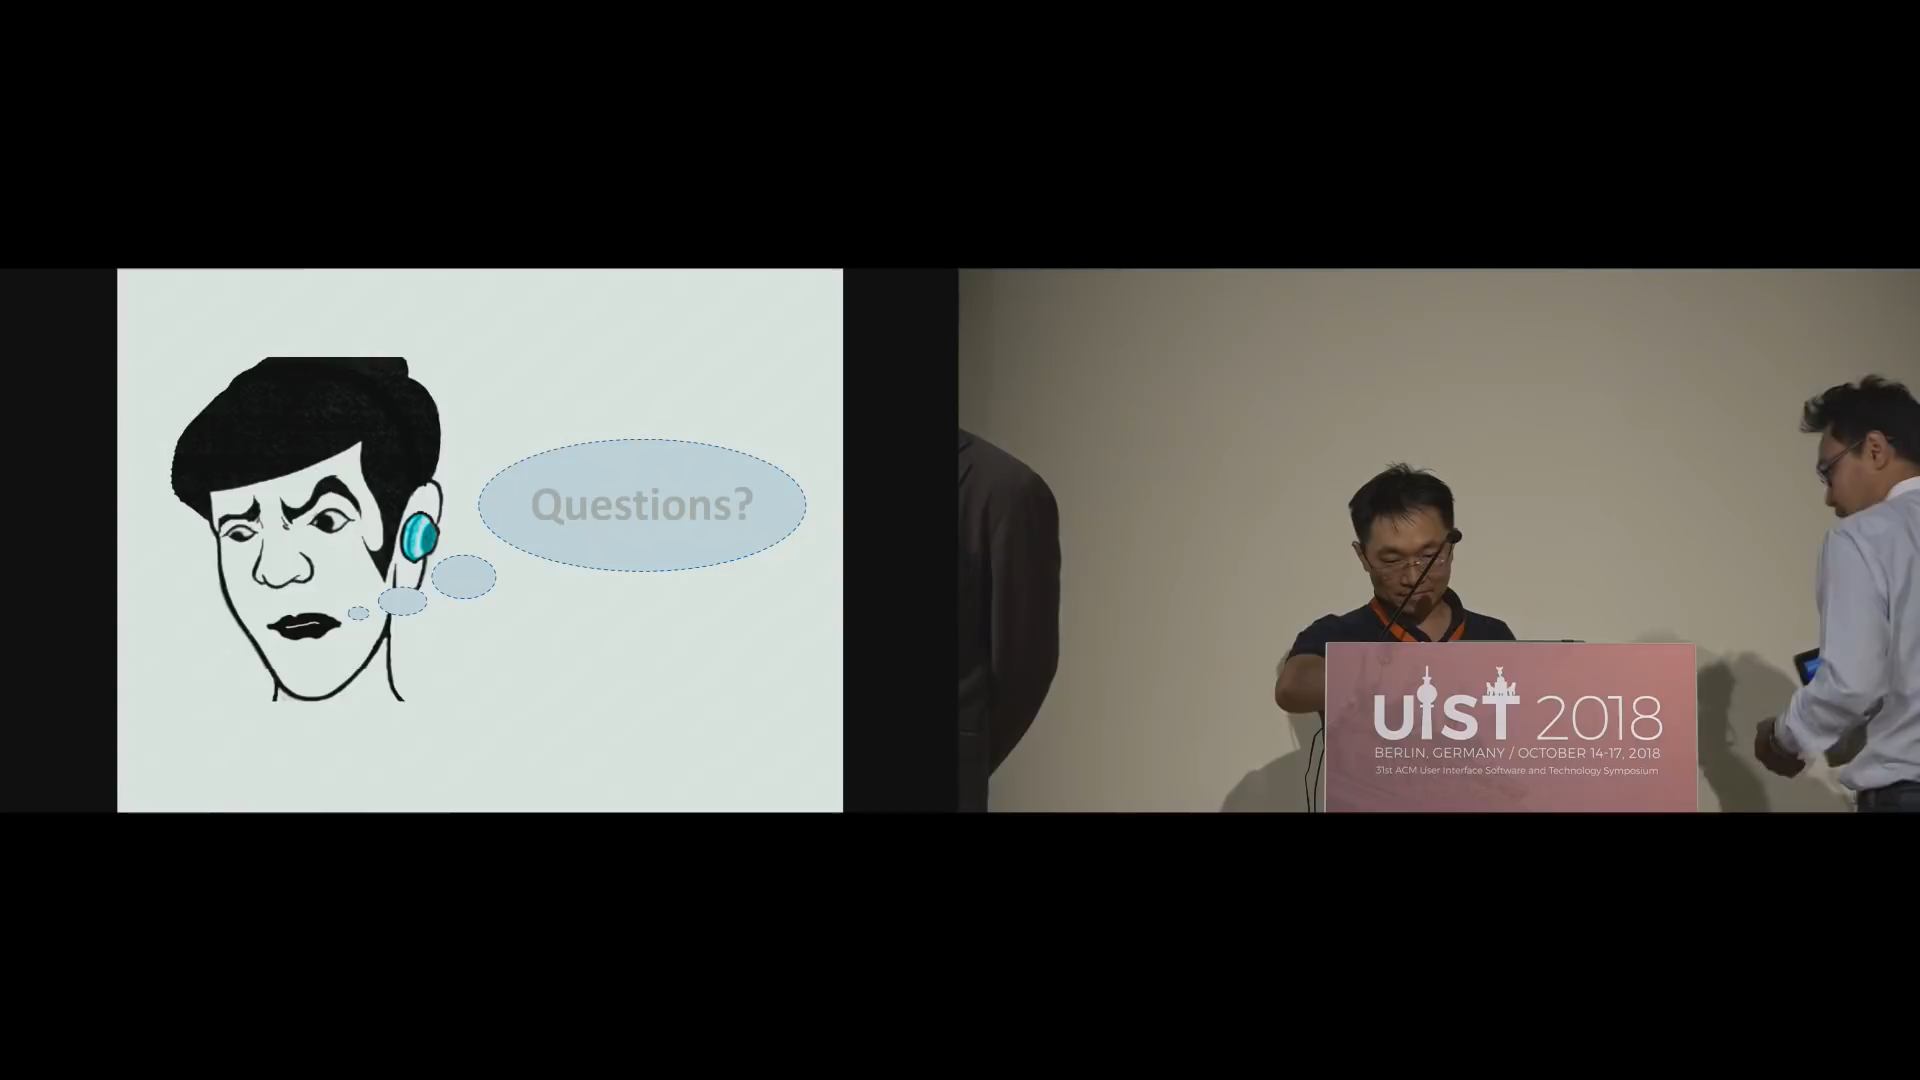 Questions?
UIST 2018
BERLIN, GERMANY / OCTOBER 14-17, 2018
31st ACM User Interface Software and Technology Symposium